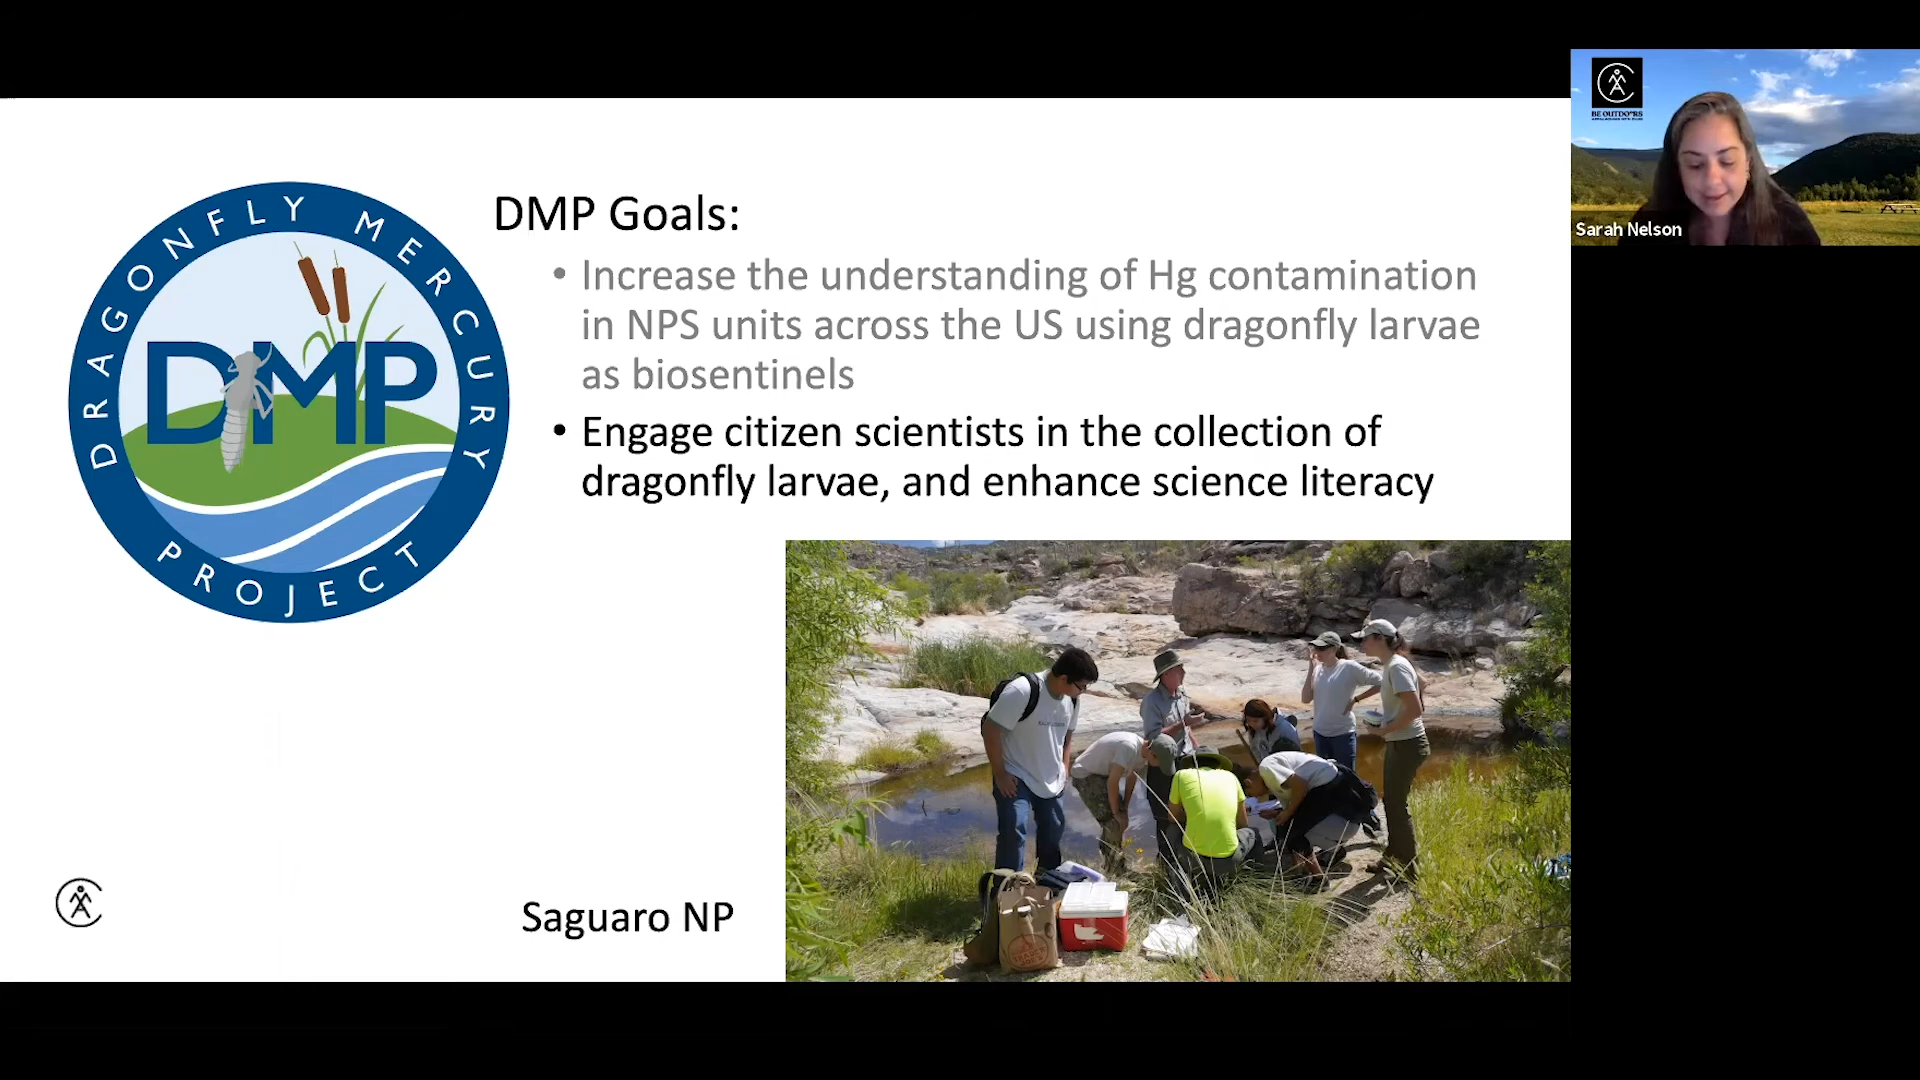 DRAGONFLY MERCURY
DMP
PROJECT
DMP Goals:
• Increase the understanding of Hg contamination
in NPS units across the US using dragonfly larvae
as biosentinels
• Engage citizen scientists in the collection of
dragonfly larvae, and enhance science literacy
Saguaro NP
BE OUTDOORS
Sarah Nelson